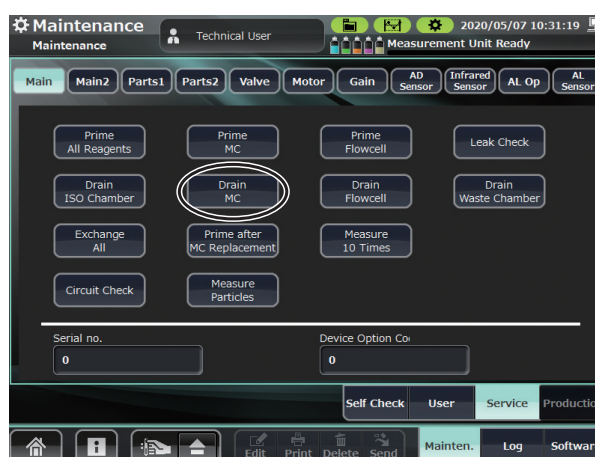 Maintenance
Maintenance
Technical User
2020/05/07 10:31:19
Measurement Unit Ready
Main
Main2
Parts1
Parts2
Valve
Motor
Gain
AD
Sensor
Infrared
Sensor
AL Op
AL
Sensor
Prime
All Reagents
Prime
MC
Prime
Flowcell
Leak Check
Drain
ISO Chamber
Drain
MC
Drain
Flowcell
Drain
Waste Chamber
Exchange
All
Prime after
MC Replacement
Measure
10 Times
Circuit Check
Measure
Particles
Serial no.
Device Option Co
0
0
Self Check
User
Service
Productio
Edit
Print
Delete
Send
Mainten.
Log
Softwar